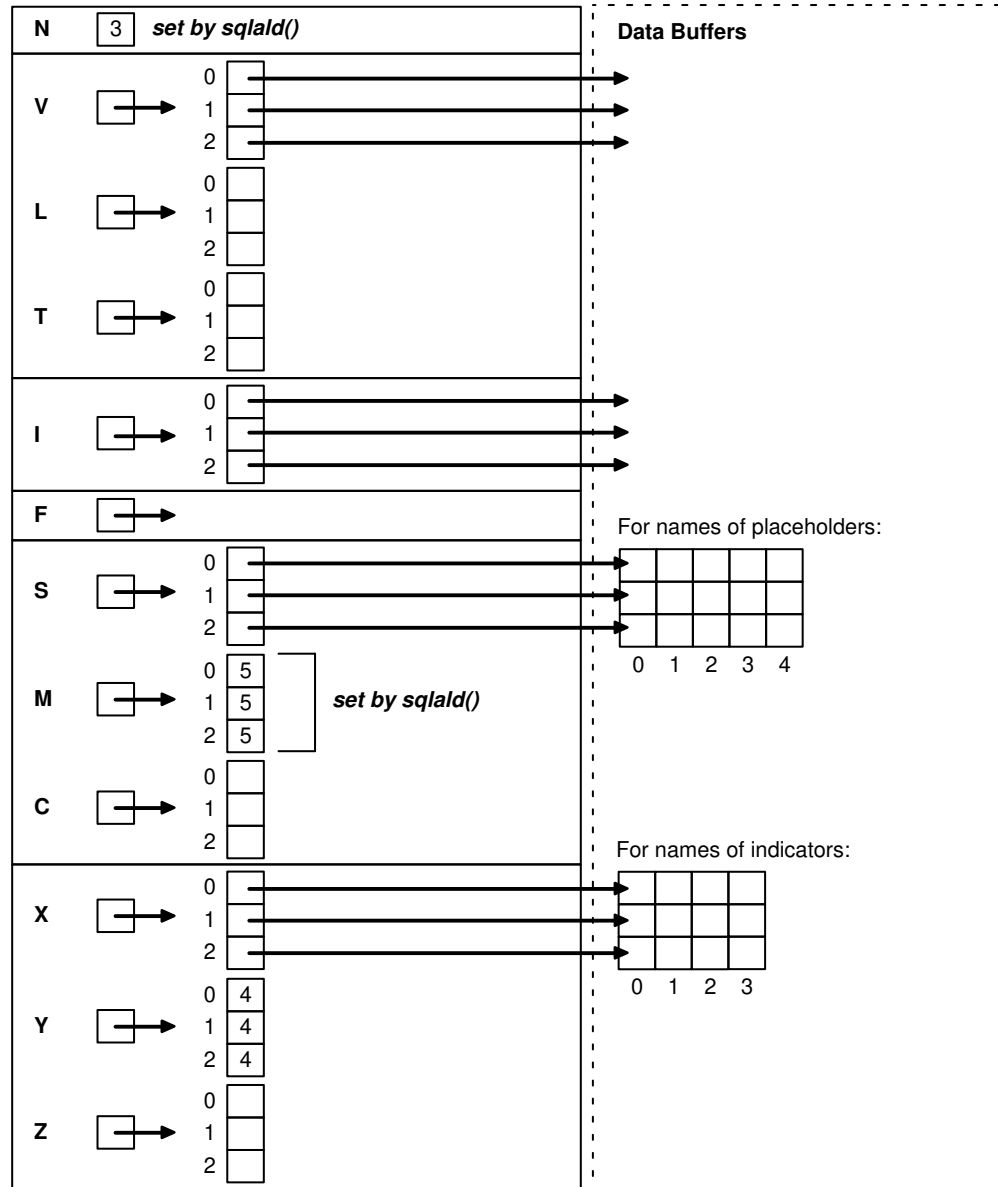 N 3 set by sqlald()
Data Buffers
V
0
1
2
L
0
1
2
T
0
1
2
I
0
1
2
F
For names of placeholders:
S
0
1
2
0 1 2 3 4
M
0 5
1 5
2 5
set by sqlald()
C
0
1
2
For names of indicators:
X
0
1
2
0 1 2 3
Y
0 4
1 4
2 4
Z
0
1
2